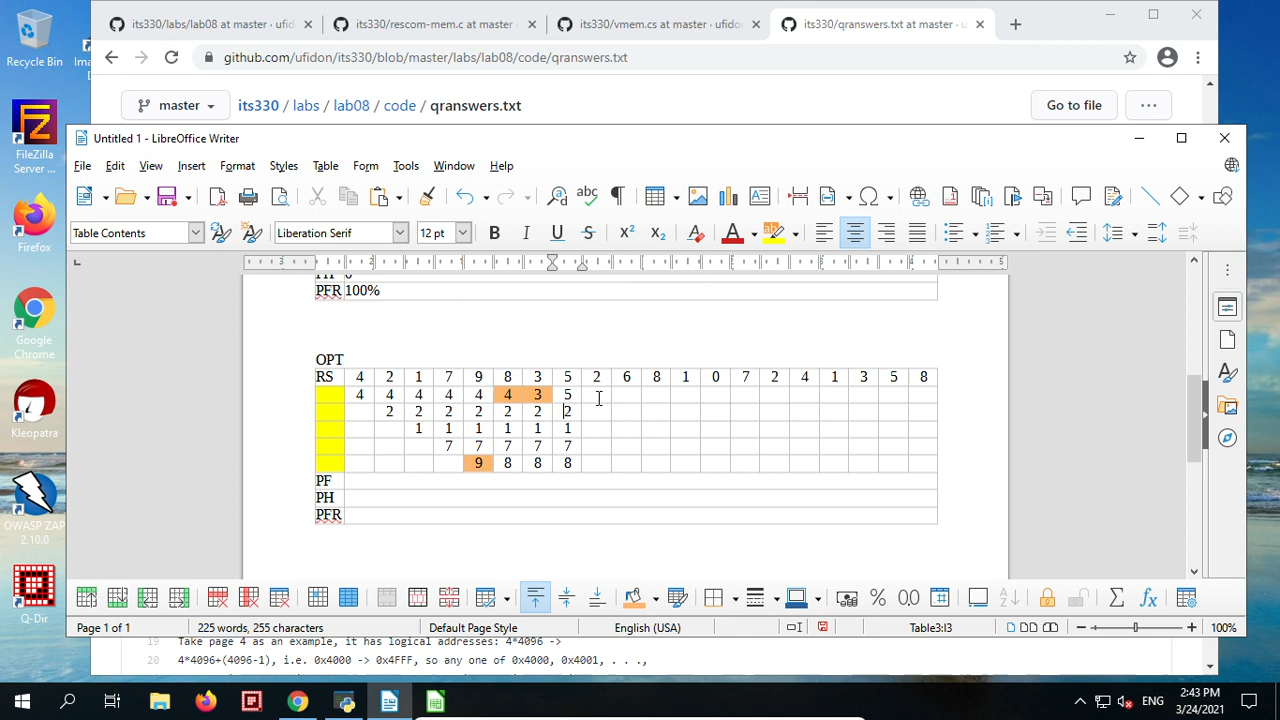 its330/labs/lab08 at master · ufid
its330/rescom-mem.c at master ·
its330/vmem.cs at master · ufido
its330/qranswers.txt at master ·
github.com/ufidon/its330/blob/master/labs/lab08/code/qranswers.txt
master
its330 / labs / lab08 / code / qranswers.txt
Go to file
Untitled 1 - LibreOffice Writer
File Edit View Insert Format Styles Table Form Tools Window Help
Table Contents
Liberation Serif
12 pt
PFR 100%
OPT
RS 4 2 1 7 9 8 3 5 2 6 8 1 0 7 2 4 1 3 5 8
4 4 4 4 4 4 3 5
2 2 2 2 2 2 2
1 1 1 1 1 1
7 7 7 7 7
9 8 8 8
PF
PH
PFR
Page 1 of 1
225 words, 255 characters
Default Page Style
English (USA)
Table3:I3
100%
19 Take page 4 as an example, it has logical addresses: 4*4096 ->
20 4*4096+(4096-1), i.e. 0x4000 -> 0x4FFF, so any one of 0x4000, 0x4001, . . .,
Recycle Bin
FileZilla
Server ...
Firefox
Google
Chrome
Kleopatra
OWASP ZAP
2.10.0
Q-Dir
ENG
2:43 PM
3/24/2021